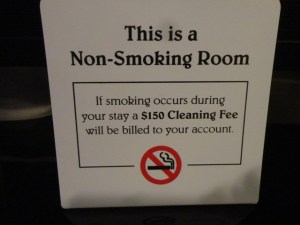 This is a
Non-Smoking Room
If smoking occurs during
your stay a $150 Cleaning Fee
will be billed to your account.